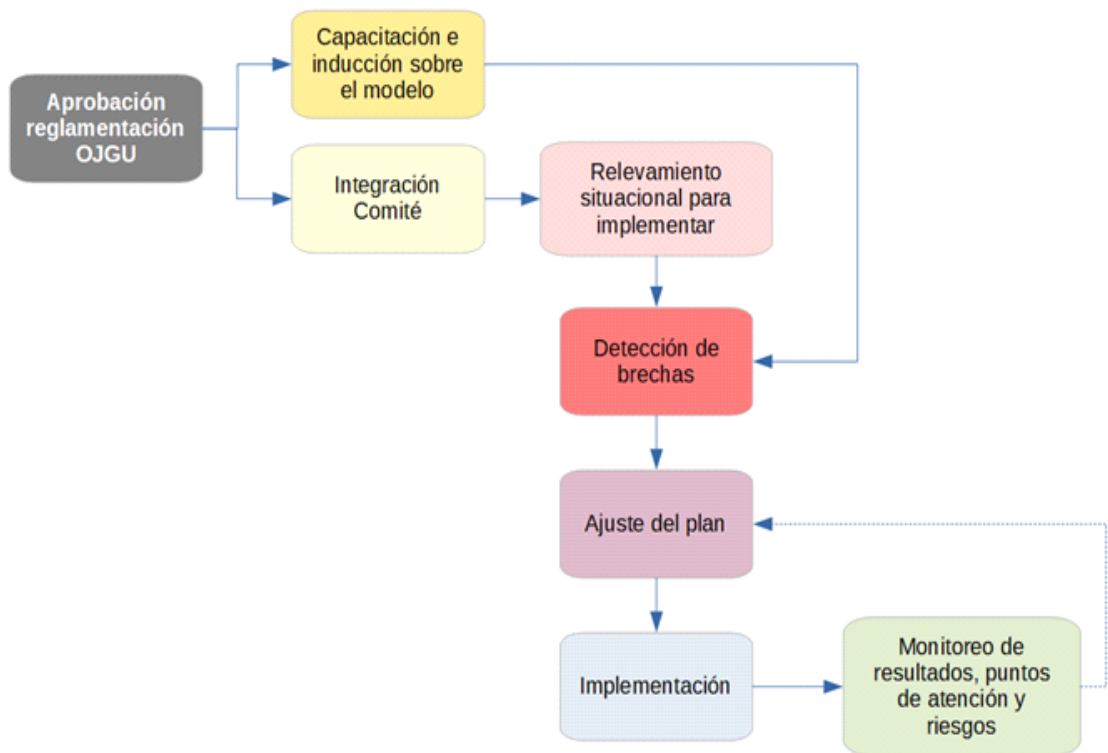 Capacitación e
inducción sobre
el modelo
Aprobación
reglamentación
OJGU
Integración
Comité
Relevamiento
situacional para
implementar
Detección de
brechas
Ajuste del plan
Implementación
Monitoreo de
resultados, puntos
de atención y
riesgos